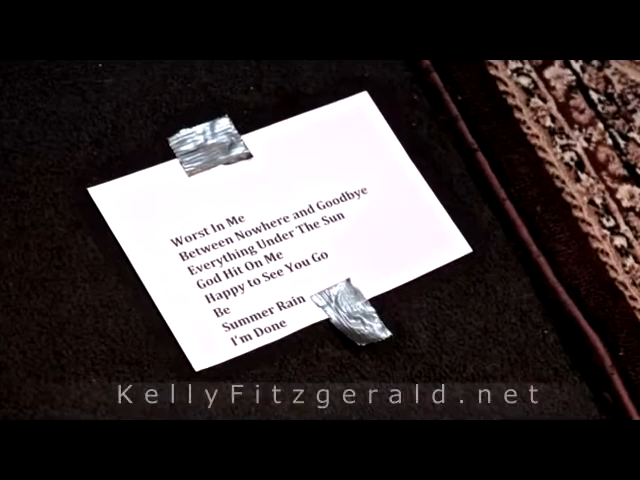 Worst In Me
Between Nowhere and Goodbye
Everything Under The Sun
God Hit On Me
Happy to See You Go
Be
Summer Rain
I'm Done
KellyFitzgerald.net